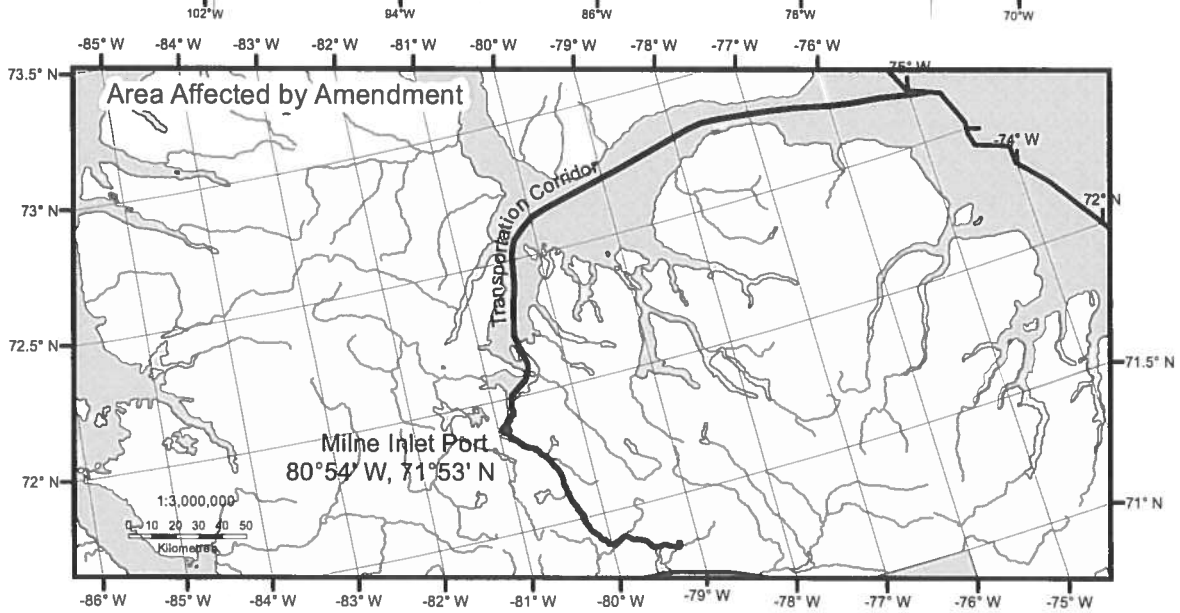 102°W 94°W 86°W 78°W 70°W
-85° W -84° W -83° W -82° W -81° W -80° W -79° W -78° W -77° W -76° W
75° W
73.5° N
Area Affected by Amendment
-74° W
Transportation Corridor
73° N
72° N
72.5° N
71.5° N
Milne Inlet Port
80°54' W, 71°53' N
72° N
71° N
1:3,000,000
0 10 20 30 40 50
Kilometres
-86° W -85° W -84° W -83° W -82° W -81° W -80° W -79° W -78° W -77° W -76° W -75° W